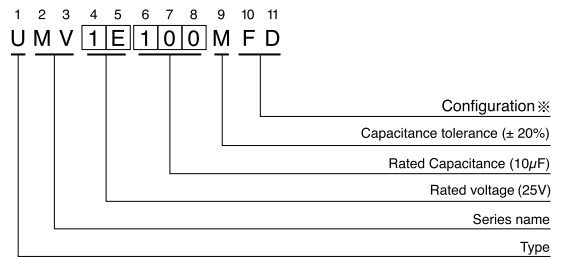 1 2 3 4 5 6 7 8 9 10 11
U M V 1 E 1 0 0 M F D
Configuration※
Capacitance tolerance (± 20%)
Rated Capacitance (10µF)
Rated voltage (25V)
Series name
Type